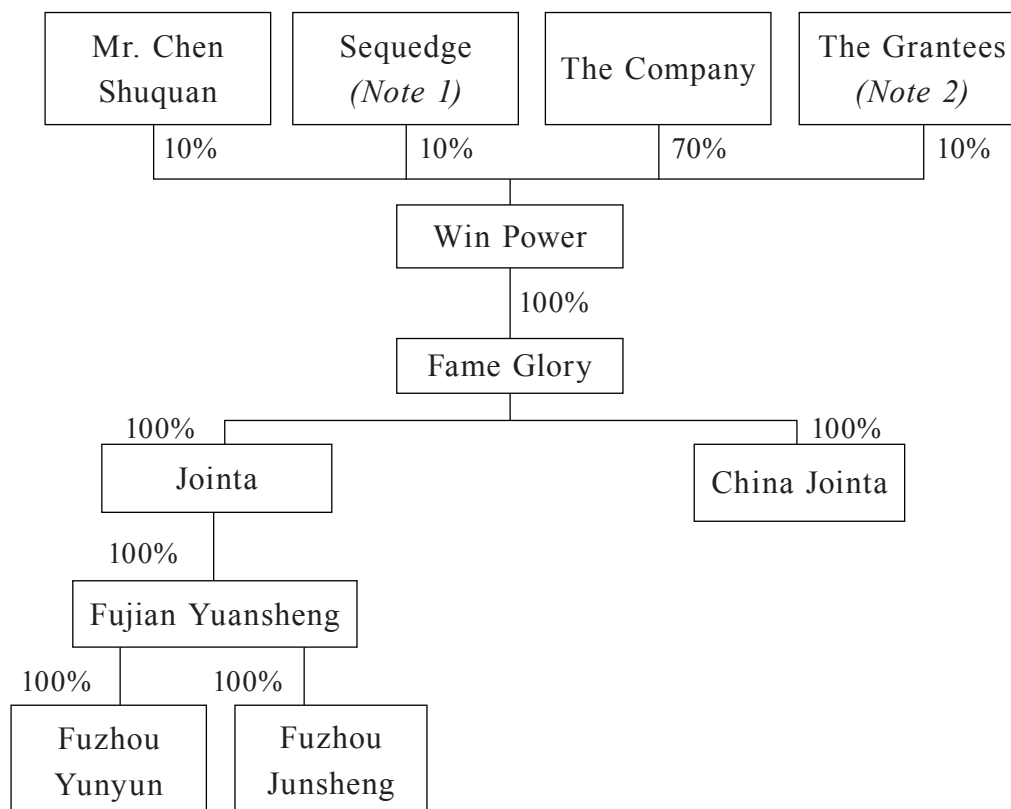 Mr. Chen
Shuquan
Sequedge
(Note 1)
The Company
The Grantees
(Note 2)
10%
10%
70%
10%
Win Power
100%
Fame Glory
100%
100%
Jointa
China Jointa
100%
Fujian Yuansheng
100%
100%
Fuzhou
Yunyun
Fuzhou
Junsheng